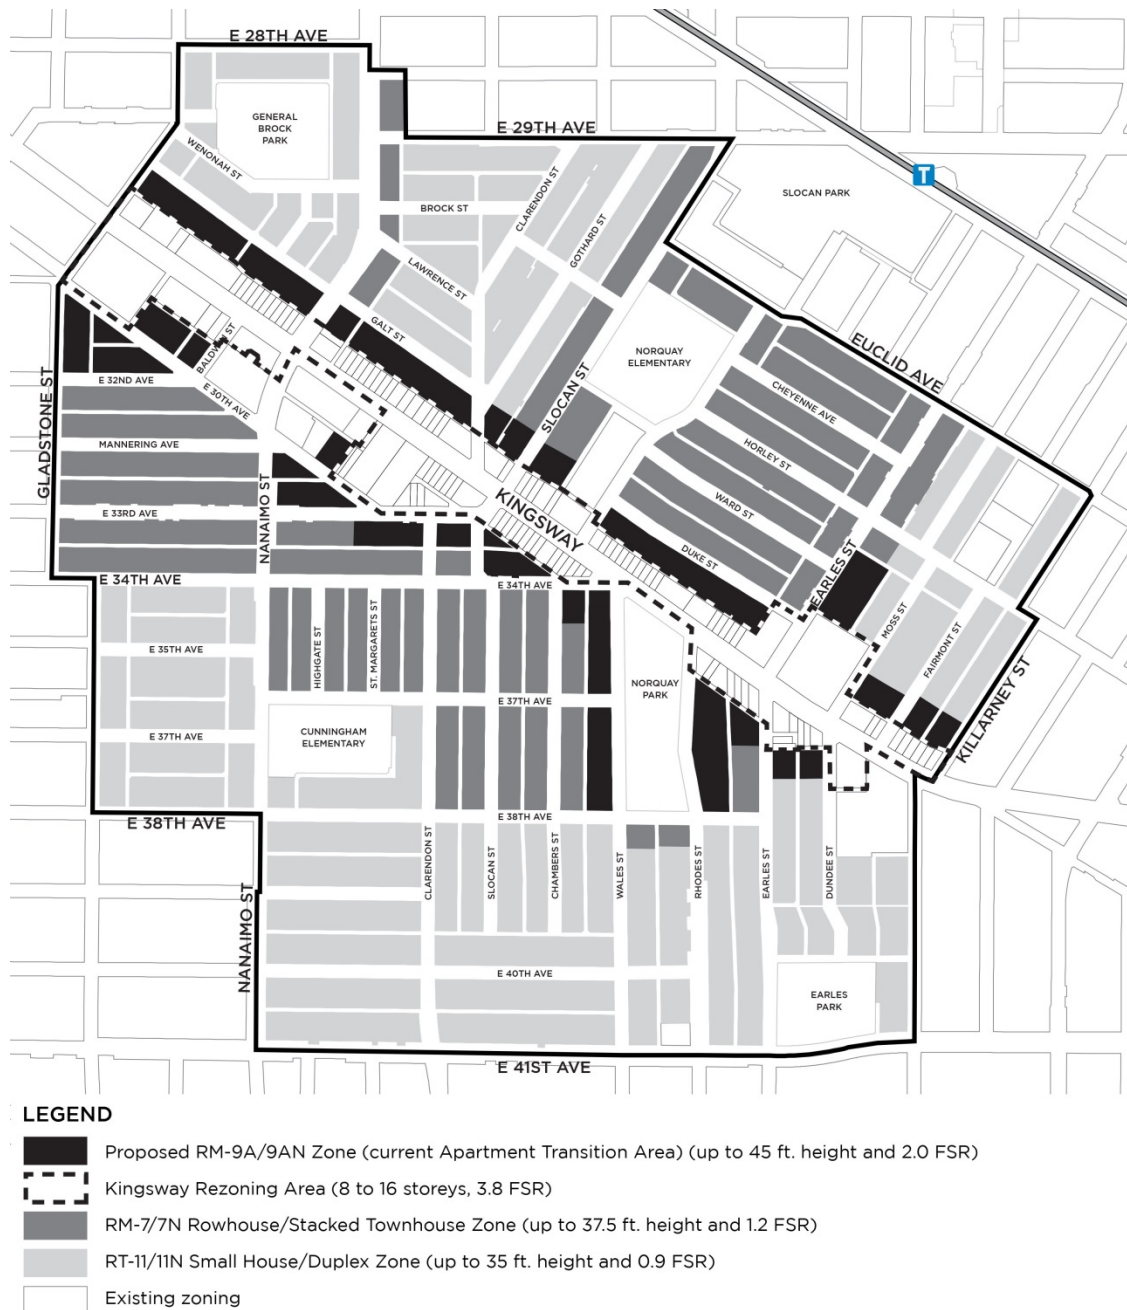 E 28TH AVE
GENERAL
BROCK
PARK
E 29TH AVE
WENONAH ST
T
SLOCAN PARK
BROCK ST
CLARENDON ST
GOTHARD ST
LAWRENCE ST
GALT ST
NORQUAY
ELEMENTARY
EUCLID AVE
BALDWIN ST
E 32ND AVE
E 30TH AVE
SLOCAN ST
CHEYENNE AVE
GLADSTONE ST
MANNERING AVE
HORLEY ST
NANAIMO ST
KINGSWAY
WARD ST
E 33RD AVE
DUKE ST
EARLES ST
E 34TH AVE
E 34TH AVE
MOSS ST
FAIRMONT ST
HIGHGATE ST
ST. MARGARETS ST
E 35TH AVE
NORQUAY
PARK
E 37TH AVE
KILLARNEY ST
CUNNINGHAM
ELEMENTARY
E 37TH AVE
E 38TH AVE
E 38TH AVE
CLARENDON ST
SLOCAN ST
CHAMBERS ST
WALES ST
RHODES ST
EARLES ST
DUNDEE ST
NANAIMO ST
E 40TH AVE
EARLES
PARK
E 41ST AVE
LEGEND
Proposed RM-9A/9AN Zone (current Apartment Transition Area) (up to 45 ft. height and 2.0 FSR)
Kingsway Rezoning Area (8 to 16 storeys, 3.8 FSR)
RM-7/7N Rowhouse/Stacked Townhouse Zone (up to 37.5 ft. height and 1.2 FSR)
RT-11/11N Small House/Duplex Zone (up to 35 ft. height and 0.9 FSR)
Existing zoning